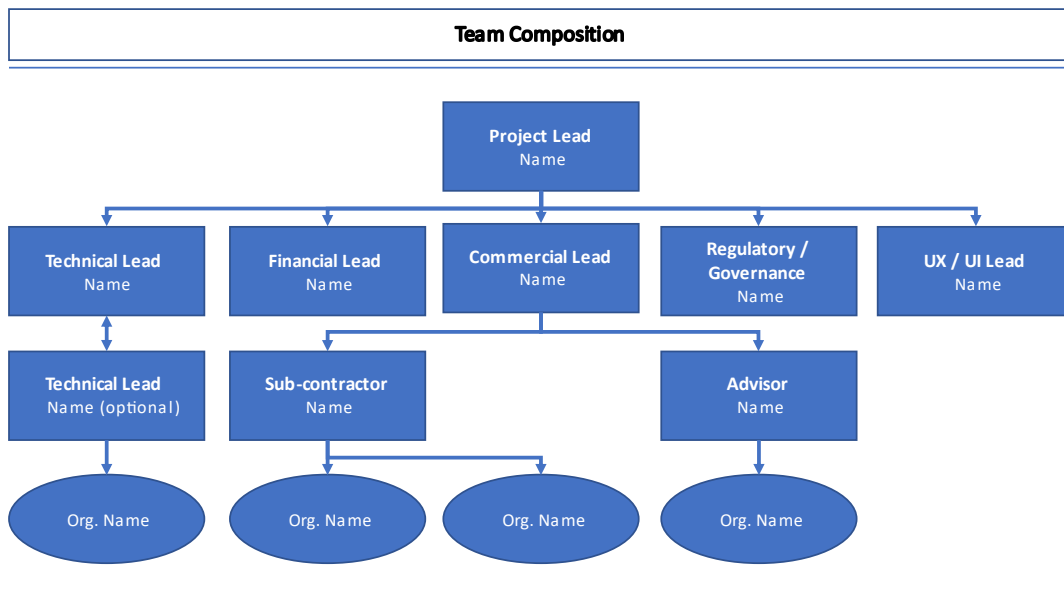 Team Composition
Project Lead
Name
Technical Lead
Name
Financial Lead
Name
Commercial Lead
Name
Regulatory /
Governance
Name
UX / UI Lead
Name
Technical Lead
Name (optional)
Sub-contractor
Name
Advisor
Name
Org. Name
Org. Name
Org. Name
Org. Name